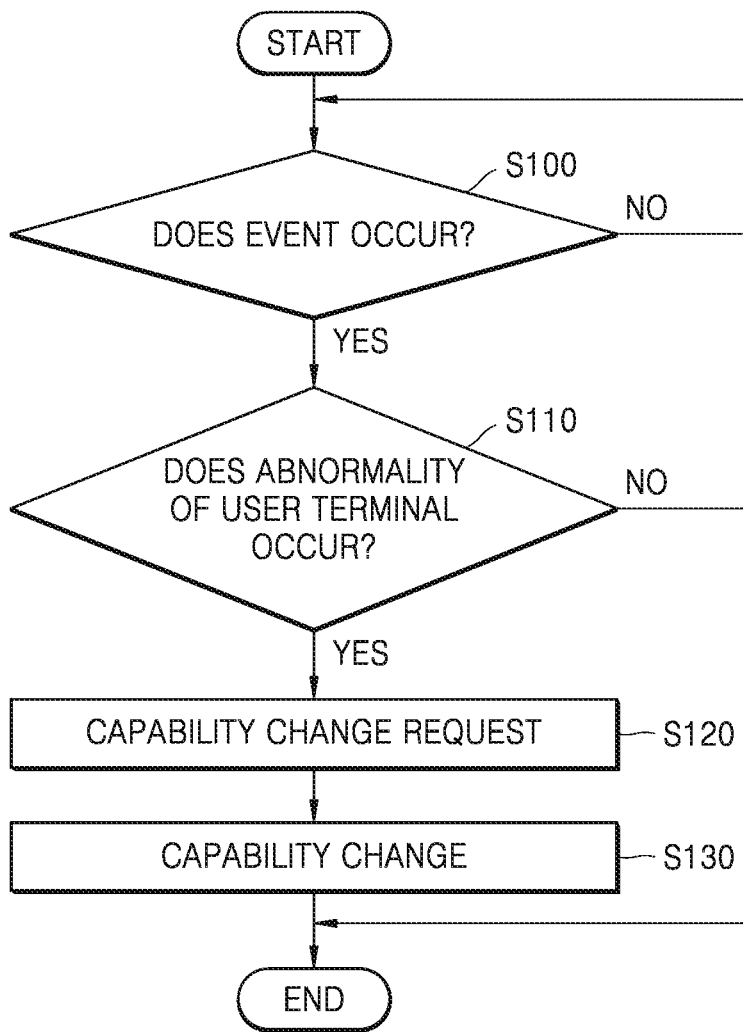 START
S100
DOES EVENT OCCUR?
NO
YES
S110
DOES ABNORMALITY
OF USER TERMINAL
OCCUR?
NO
YES
CAPABILITY CHANGE REQUEST
S120
CAPABILITY CHANGE
S130
END